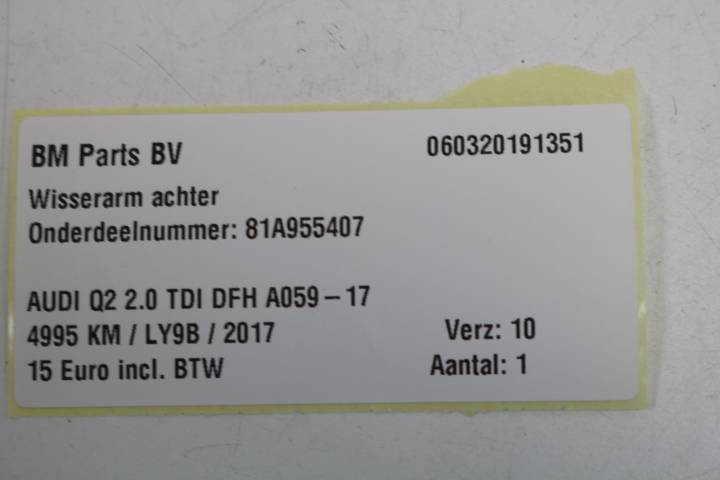 BM Parts BV 060320191351
Wisserarm achter
Onderdeelnummer: 81A955407
AUDI Q2 2.0 TDI DFH A059-17
4995 KM / LY9B / 2017 Verz: 10
15 Euro incl. BTW Aantal: 1